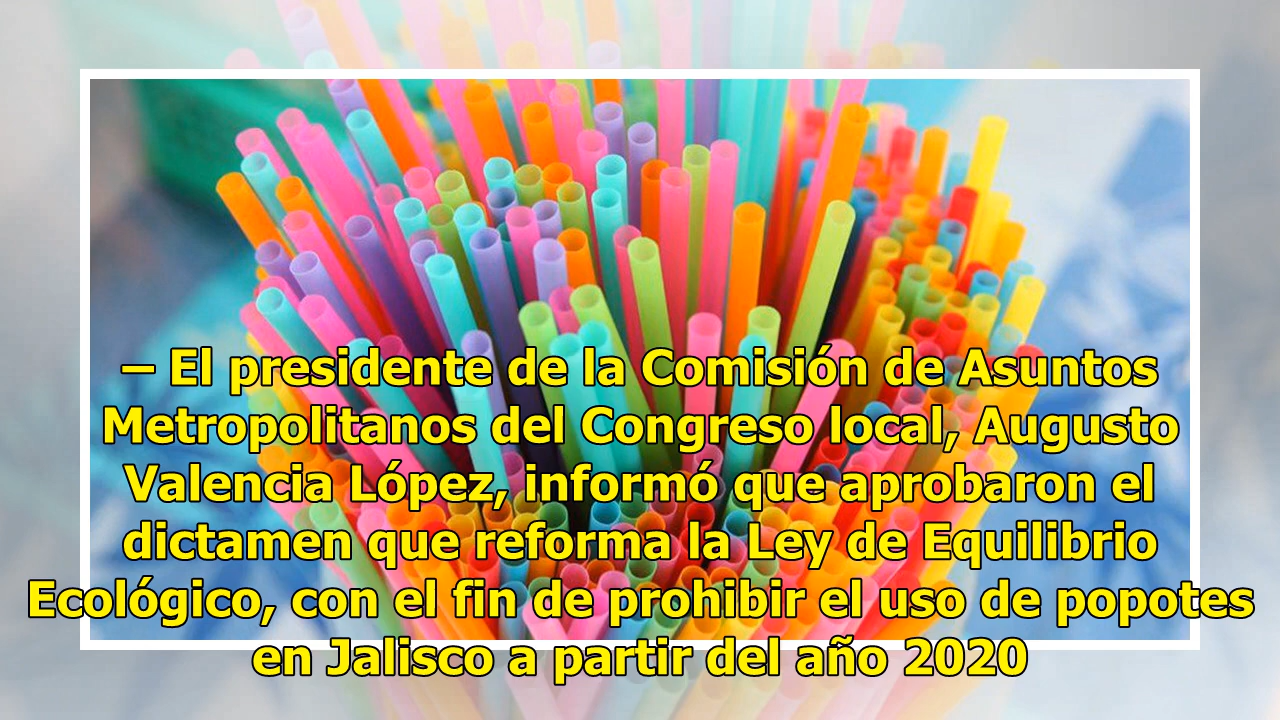 – El presidente de la Comisión de Asuntos
Metropolitanos del Congreso local, Augusto
Valencia López, informó que aprobaron el
dictamen que reforma la Ley de Equilibrio
Ecológico, con el fin de prohibir el uso de popotes
en Jalisco a partir del año 2020